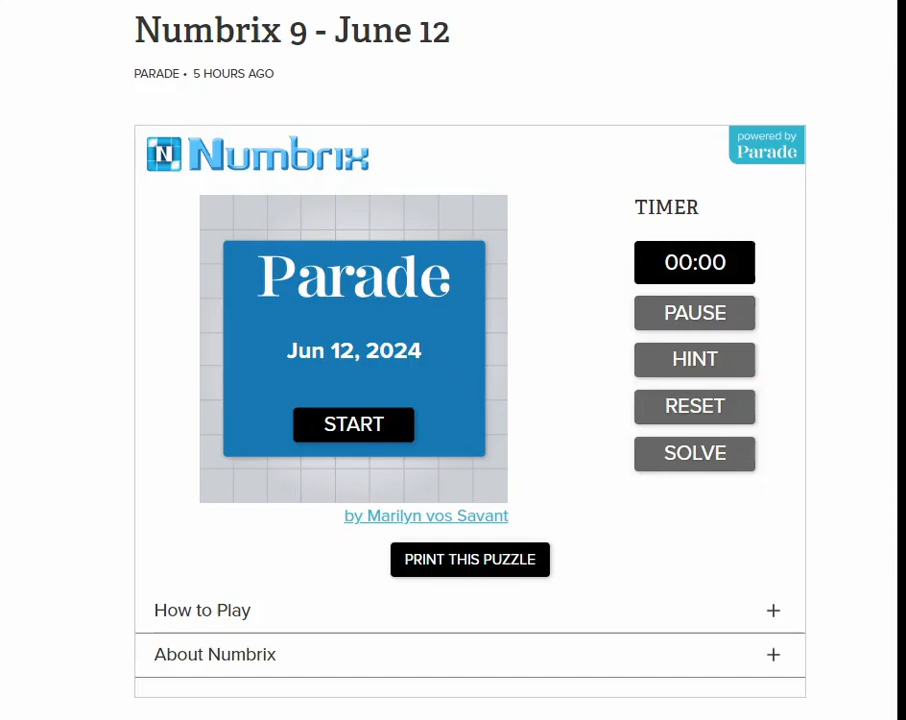 Numbrix 9 - June 12
PARADE • 5 HOURS AGO
N Numbrix
powered by
Parade
Parade
Jun 12, 2024
START
TIMER
00:00
PAUSE
HINT
RESET
SOLVE
by Marilyn vos Savant
PRINT THIS PUZZLE
How to Play +
About Numbrix +